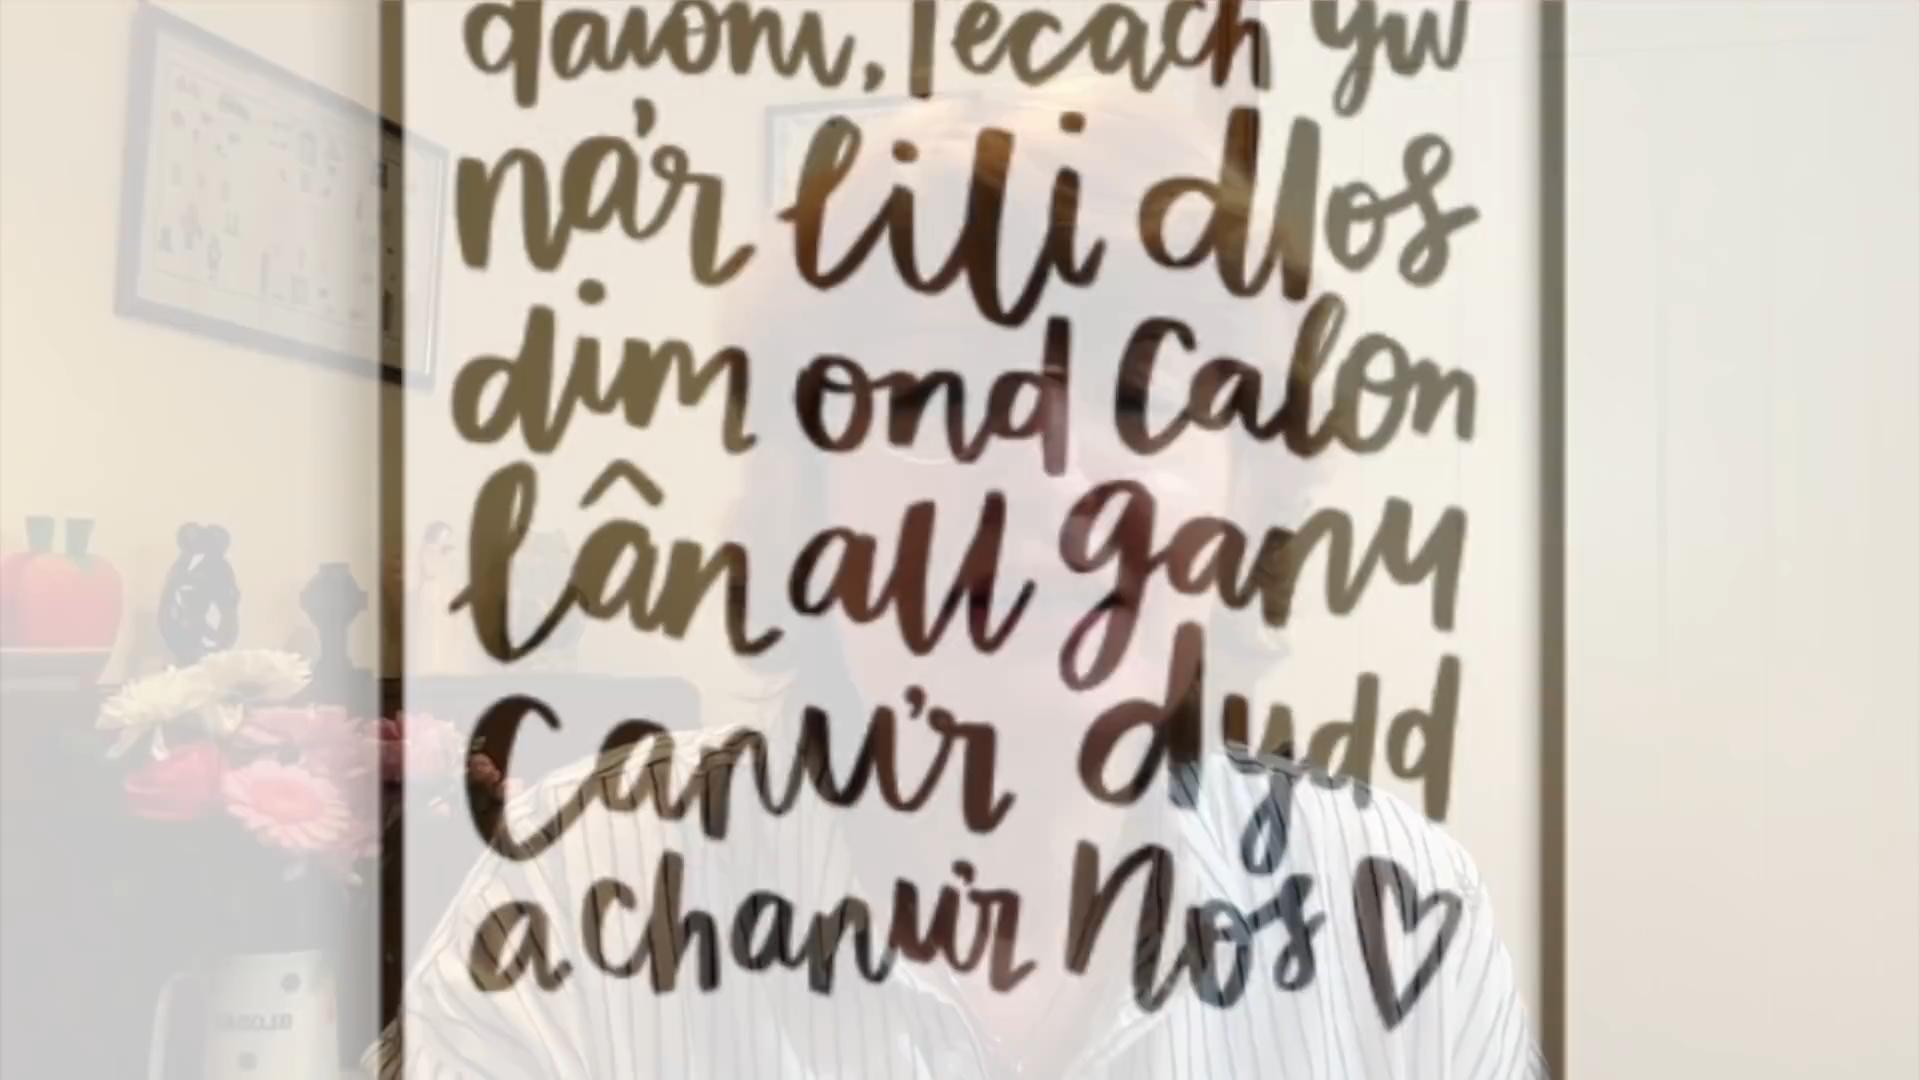 daioni, Tecach yw
na'r lili dlos
dim ond Calon
lân all ganu
Canu'r dydd
a chanu'r Nos